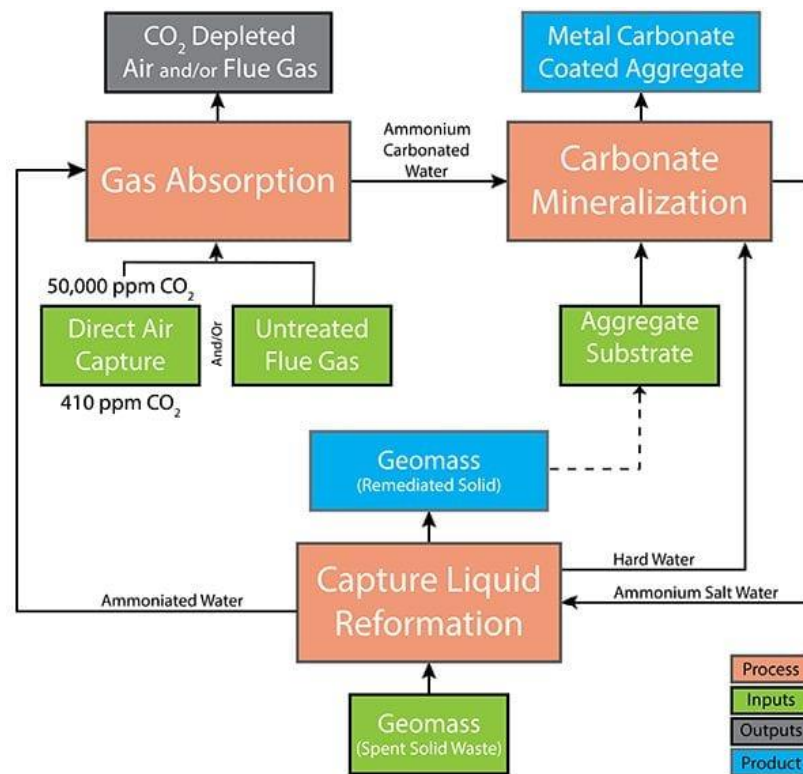 CO₂ Depleted
Air and/or Flue Gas
Metal Carbonate
Coated Aggregate
Gas Absorption
Ammonium
Carbonated
Water
Carbonate
Mineralization
50,000 ppm CO₂
Direct Air
Capture
410 ppm CO₂
And/Or
Untreated
Flue Gas
Aggregate
Substrate
Geomass
(Remediated Solid)
Capture Liquid
Reformation
Hard Water
Ammonium Salt Water
Ammoniated Water
Geomass
(Spent Solid Waste)
Process
Inputs
Outputs
Product